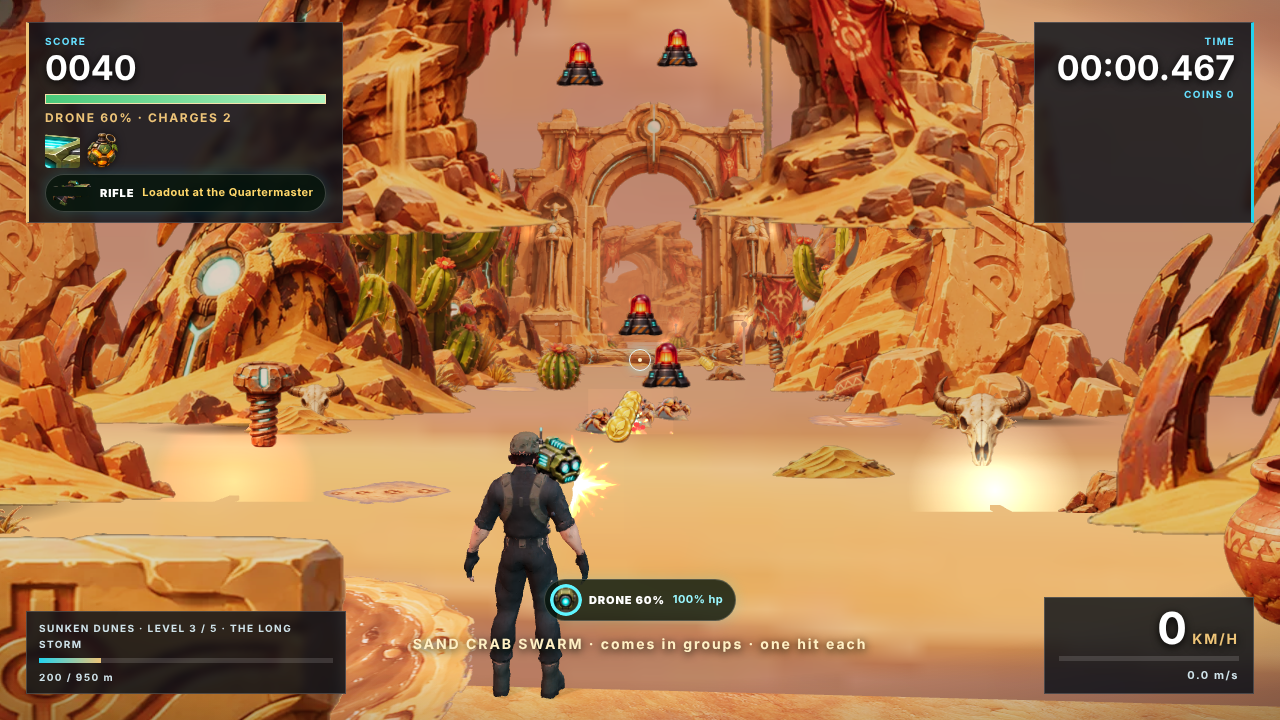 SCORE
0040
DRONE 60% · CHARGES 2
RIFLE Loadout at the Quartermaster
TIME
00:00.467
COINS 0
DRONE 60% 100% hp
SAND CRAB SWARM · comes in groups · one hit each
SUNKEN DUNES · LEVEL 3 / 5 · THE LONG
STORM
200 / 950 m
0 KM/H
0.0 m/s